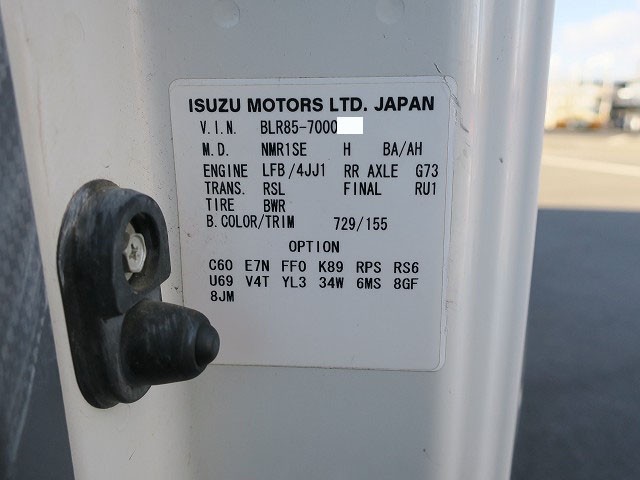 ISUZU MOTORS LTD. JAPAN
V.I.N. BLR85-7000
M.D. NMR1SE H BA/AH
ENGINE LFB/4JJ1 RR AXLE G73
TRANS. RSL FINAL RU1
TIRE BWR
B.COLOR/TRIM 729/155
OPTION
C60 E7N FF0 K89 RPS RS6
U69 V4T YL3 34W 6MS 8GF
8JM